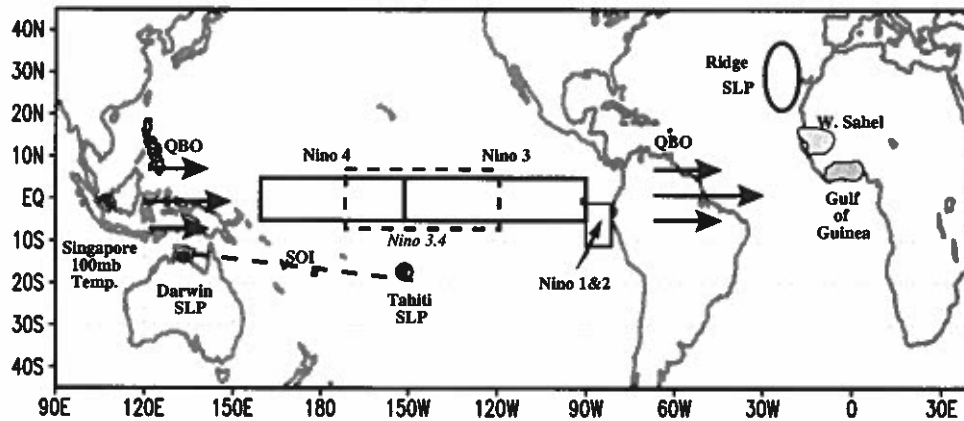 40N
30N
20N
10N
EQ
10S
20S
30S
40S
Ridge
SLP
W. Sahel
QBO
QBO
Nino 4
Nino 3
Gulf
of
Guinea
Nino 3.4
Singapore
100mb
Temp.
SOI
Darwin
SLP
Tahiti
SLP
Nino 1&2
90E
120E
150E
180
150W
120W
90W
60W
30W
0
30E